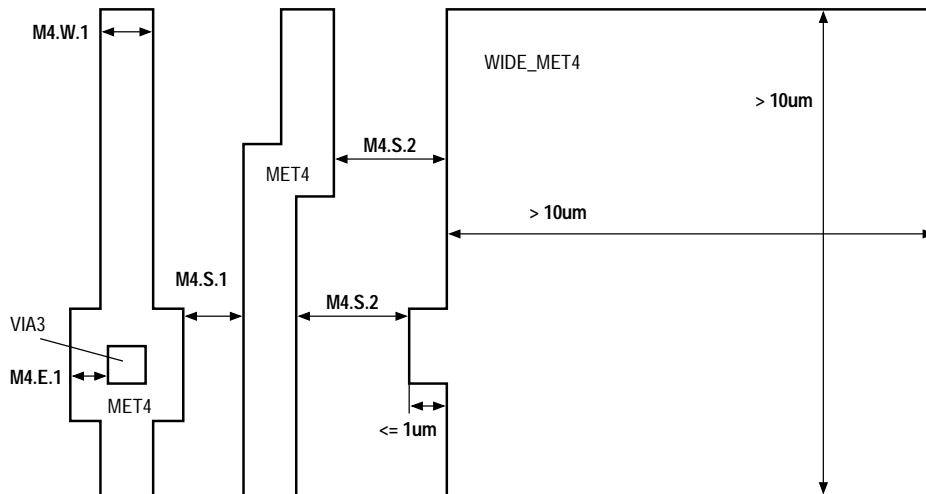 M4.W.1
WIDE_MET4
> 10um
M4.S.2
MET4
> 10um
M4.S.1
M4.S.2
VIA3
M4.E.1
MET4
<= 1um